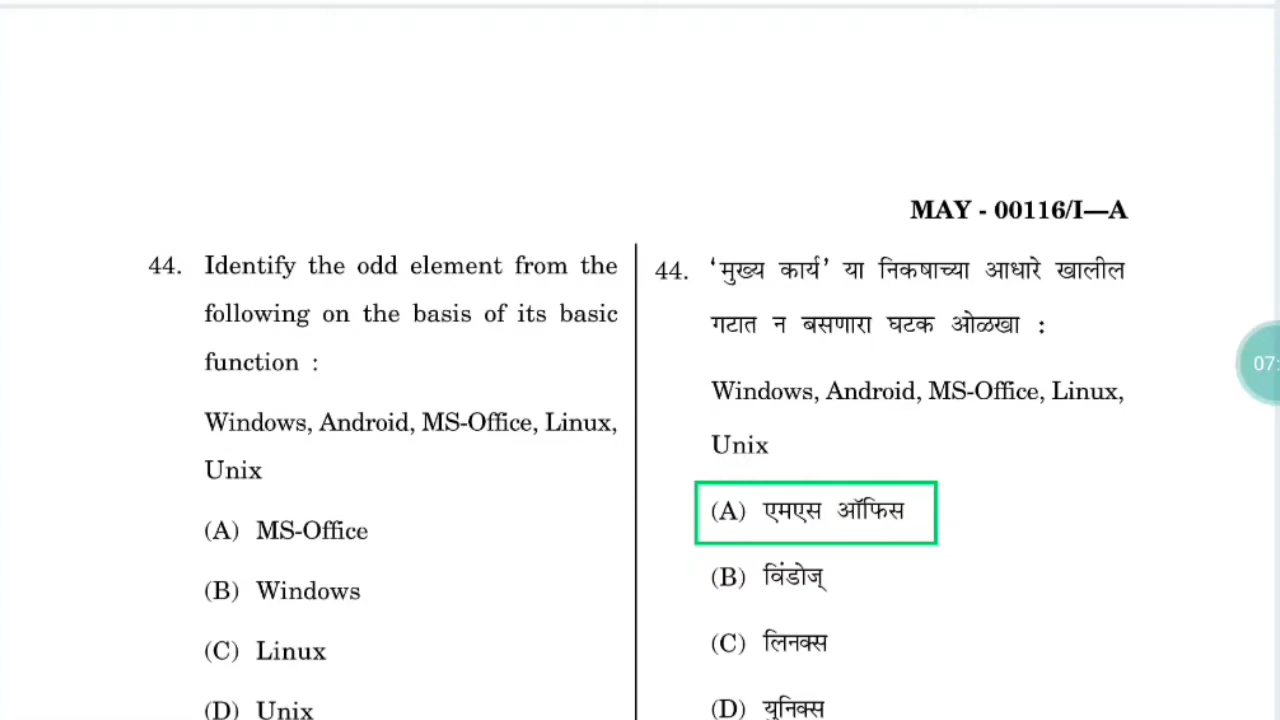 MAY - 00116/I—A
44. Identify the odd element from the
following on the basis of its basic
function :
Windows, Android, MS-Office, Linux,
Unix
(A) MS-Office
(B) Windows
(C) Linux
(D) Unix
44. ‘मुख्य कार्य’ या निकषाच्या आधारे खालील
गटात न बसणारा घटक ओळखा :
Windows, Android, MS-Office, Linux,
Unix
(A) एमएस ऑफिस
(B) विंडोज्
(C) लिनक्स
(D) युनिक्स
07: